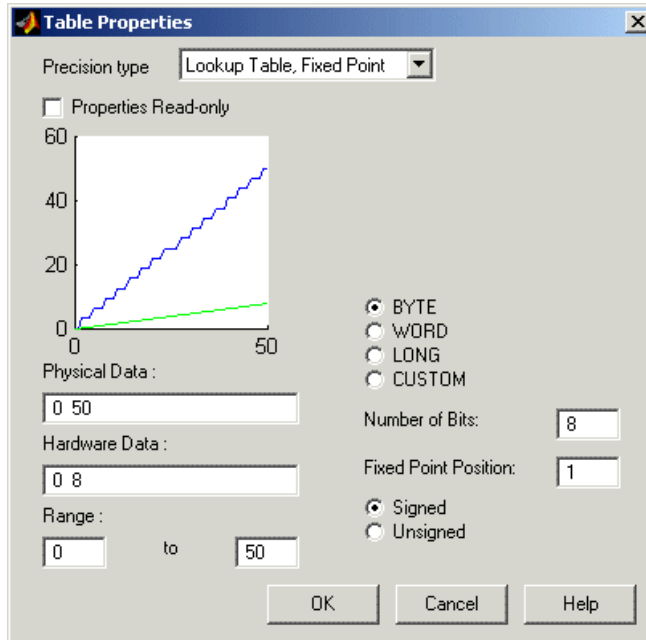 Table Properties
Precision type Lookup Table, Fixed Point
Properties Read-only
60
40
20
0
0 50
Physical Data :
0 50
Hardware Data :
0 8
Range :
0 to 50
BYTE
WORD
LONG
CUSTOM
Number of Bits: 8
Fixed Point Position: 1
Signed
Unsigned
OK Cancel Help